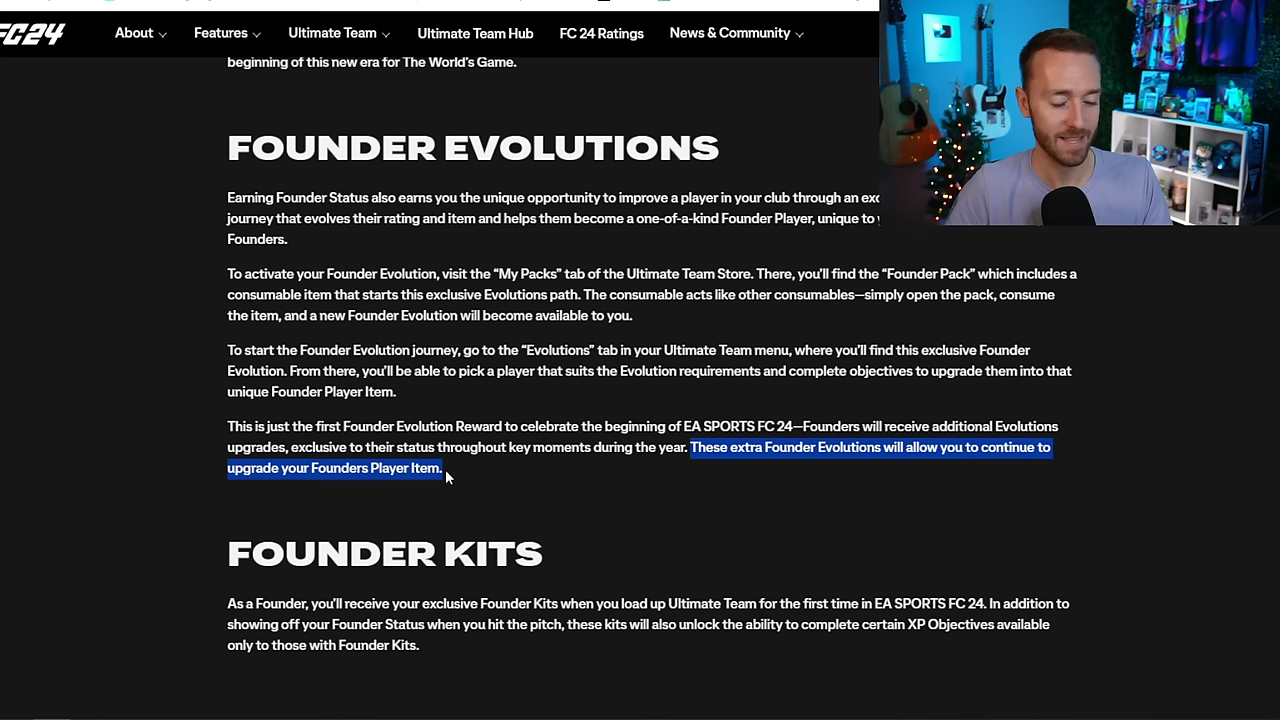 FC24
About
Features
Ultimate Team
Ultimate Team Hub
FC 24 Ratings
News & Community
beginning of this new era for The World's Game.
FOUNDER EVOLUTIONS
Earning Founder Status also earns you the unique opportunity to improve a player in your club through an
journey that evolves their rating and item and helps them become a one-of-a-kind Founder Player, unique to
Founders.
To activate your Founder Evolution, visit the “My Packs” tab of the Ultimate Team Store. There, you’ll find the “Founder Pack” which includes a
consumable item that starts this exclusive Evolutions path. The consumable acts like other consumables—simply open the pack, consume
the item, and a new Founder Evolution will become available to you.
To start the Founder Evolution journey, go to the “Evolutions” tab in your Ultimate Team menu, where you’ll find this exclusive Founder
Evolution. From there, you’ll be able to pick a player that suits the Evolution requirements and complete objectives to upgrade them into that
unique Founder Player Item.
This is just the first Founder Evolution Reward to celebrate the beginning of EA SPORTS FC 24—Founders will receive additional Evolutions
upgrades, exclusive to their status throughout key moments during the year. These extra Founder Evolutions will allow you to continue to
upgrade your Founders Player Item.
FOUNDER KITS
As a Founder, you’ll receive your exclusive Founder Kits when you load up Ultimate Team for the first time in EA SPORTS FC 24. In addition to
showing off your Founder Status when you hit the pitch, these kits will also unlock the ability to complete certain XP Objectives available
only to those with Founder Kits.